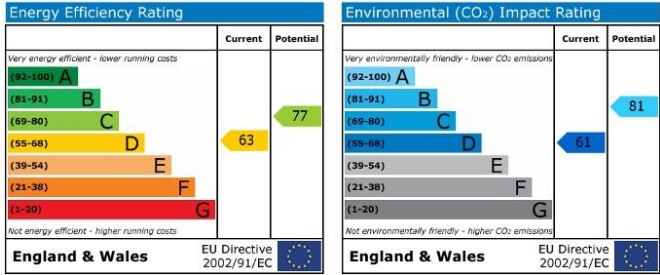 Energy Efficiency Rating
Current Potential
Very energy efficient - lower running costs
(92-100) A
(81-91) B
(69-80) C
(55-68) D
(39-54) E
(21-38) F
(1-20) G
63
77
Not energy efficient - higher running costs
England & Wales
EU Directive
2002/91/EC
Environmental (CO₂) Impact Rating
Current Potential
Very environmentally friendly - lower CO₂ emissions
(92-100) A
(81-91) B
(69-80) C
(55-68) D
(39-54) E
(21-38) F
(1-20) G
61
81
Not environmentally friendly - higher CO₂ emissions
England & Wales
EU Directive
2002/91/EC